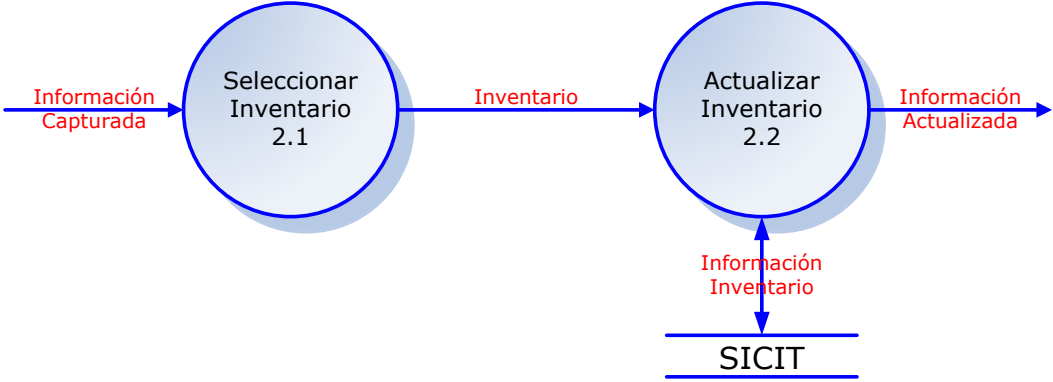 Información
Capturada
Seleccionar
Inventario
2.1
Inventario
Actualizar
Inventario
2.2
Información
Actualizada
Información
Inventario
SICIT